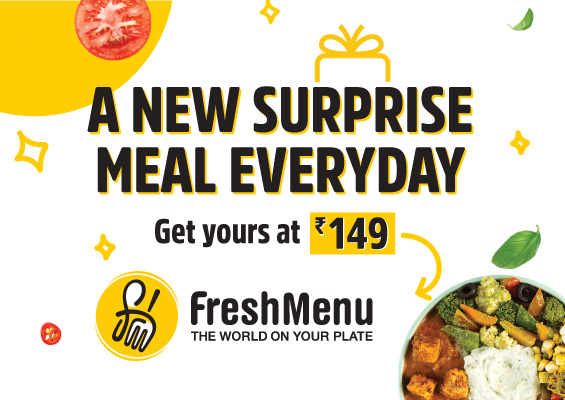 A NEW SURPRISE
MEAL EVERYDAY
Get yours at ₹149
FreshMenu
THE WORLD ON YOUR PLATE